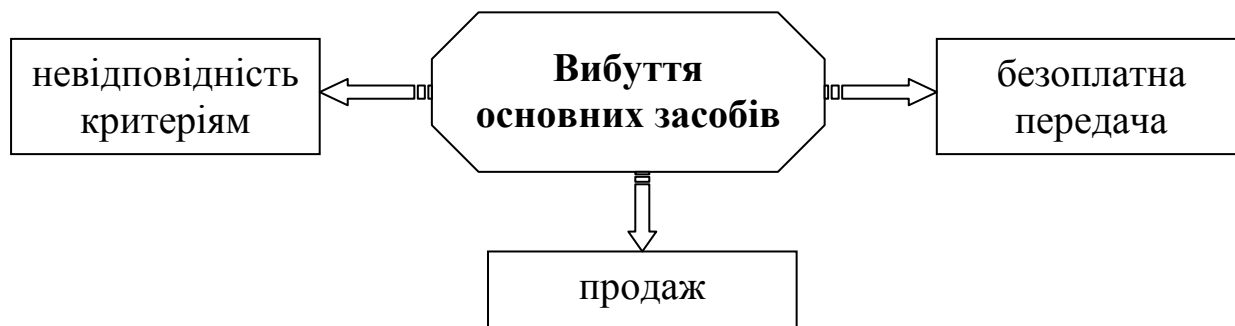 невідповідність
критеріям
Вибуття
основних засобів
безоплатна
передача
продаж